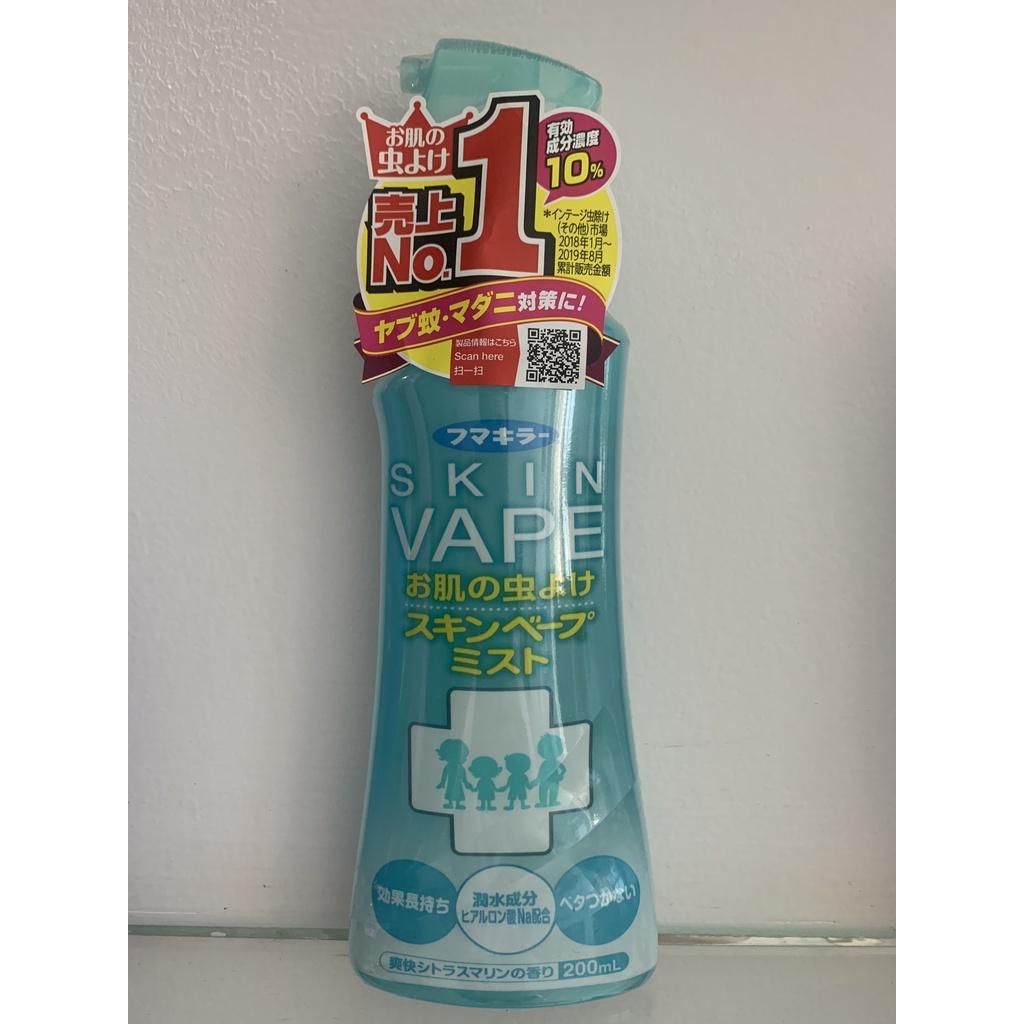 お肌の
虫よけ
売上
No.1
有効
成分濃度
10%
*インテージ虫除け
(その他)市場
2018年1月～
2019年8月
累計販売金額
ヤブ蚊・マダニ対策に!
製品情報はこちら
Scan here
扫一扫
フマキラー
SKIN
VAPE
お肌の虫よけ
スキンベープ
ミスト
効果長持ち
潤水成分
ヒアルロン酸Na配合
ベタつかない
爽快シトラスマリンの香り 200mL